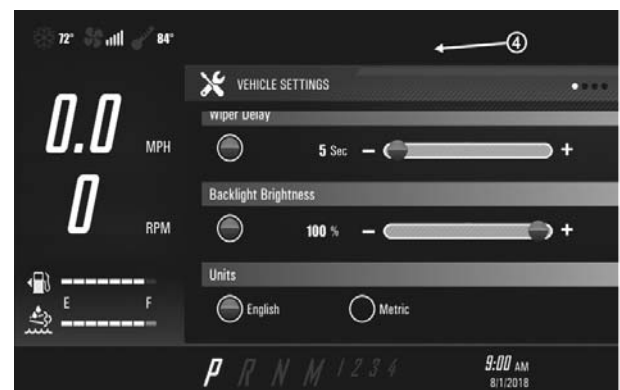 72° 84°
4
VEHICLE SETTINGS
0.0 MPH
Wiper Delay
5 Sec - +
0 RPM
Backlight Brightness
100 % - +
Units
E F
English Metric
P R N M 1 2 3 4
9:00 AM
8/1/2018